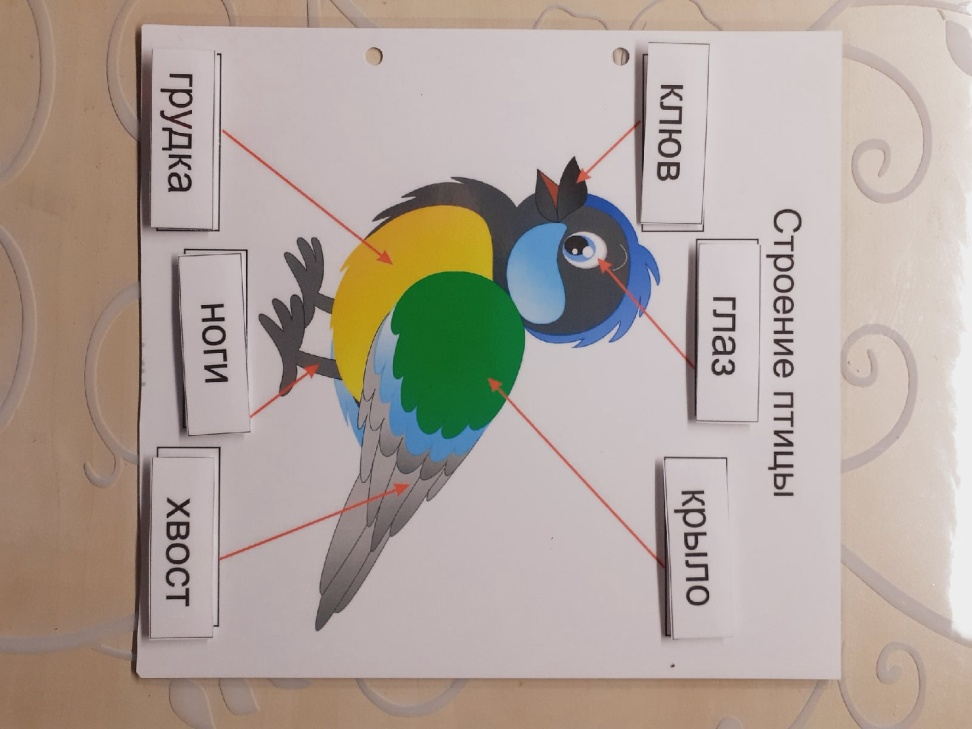 Строение птицы
клюв
глаз
крыло
грудка
ноги
хвост